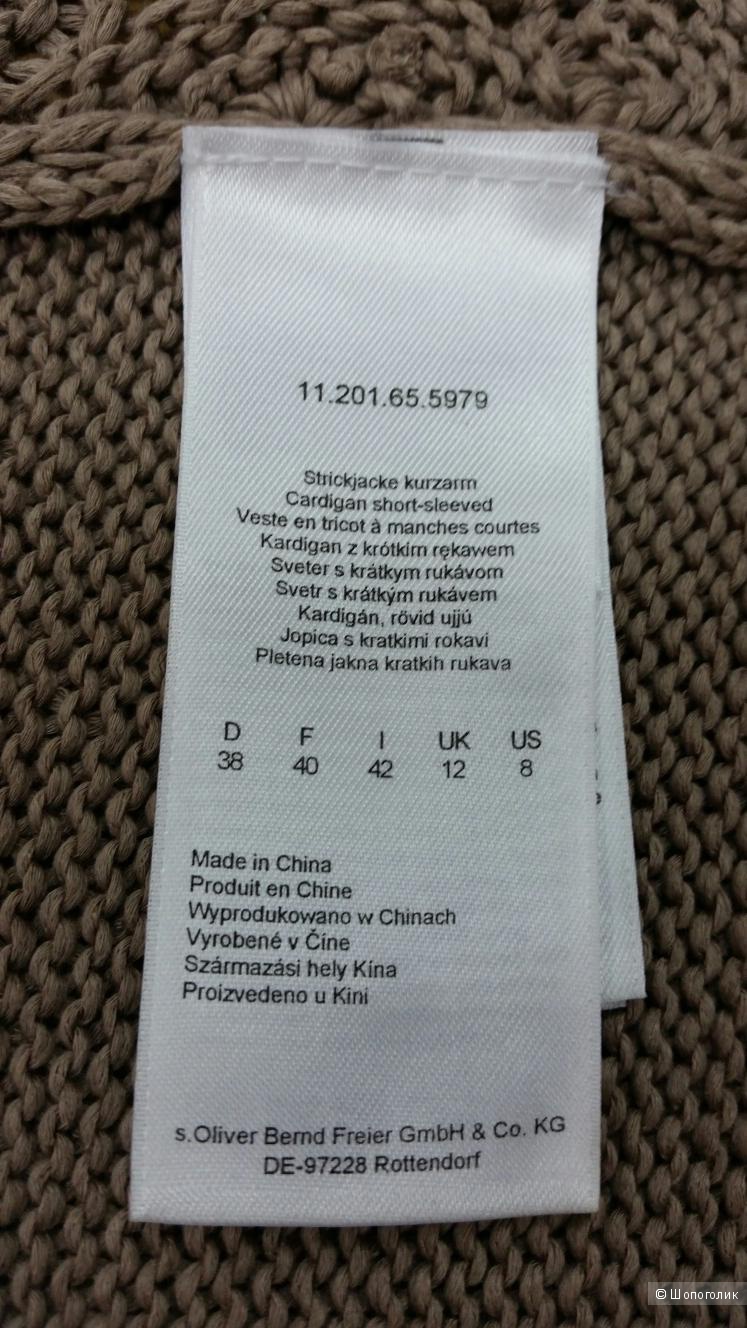 11.201.65.5979
Strickjacke kurzarm
Cardigan short-sleeved
Veste en tricot à manches courtes
Kardigan z krótkim rękawem
Sveter s krátkym rukávom
Svetr s krátkým rukávem
Kardigán, rövid ujjú
Jopica s kratkimi rokavi
Pletena jakna kratkih rukava
D F I UK US
38 40 42 12 8
Made in China
Produit en Chine
Wyprodukowano w Chinach
Vyrobené v Číne
Származási hely Kína
Proizvedeno u Kini
s.Oliver Bernd Freier GmbH & Co. KG
DE-97228 Rottendorf
© Шопоголик